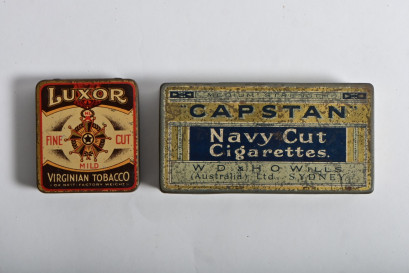 LUXOR
FINE CUT
MILD
VIRGINIAN TOBACCO
"CAPSTAN"
Navy Cut
Cigarettes.
W.D. & H.O. WILLS
(Australia) Ltd., SYDNEY